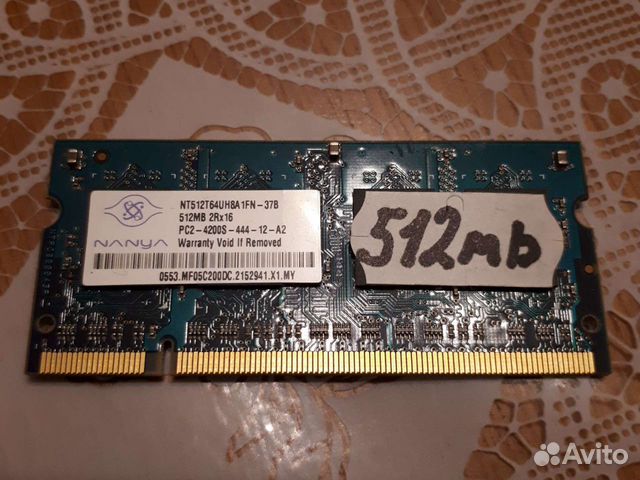 NT512T64UH8A1FN-37B
512MB 2Rx16
PC2-4200S-444-12-A2
Warranty Void If Removed
NANYA
0553.MF05C200DC.2152941.X1.MY
512mb
Avito